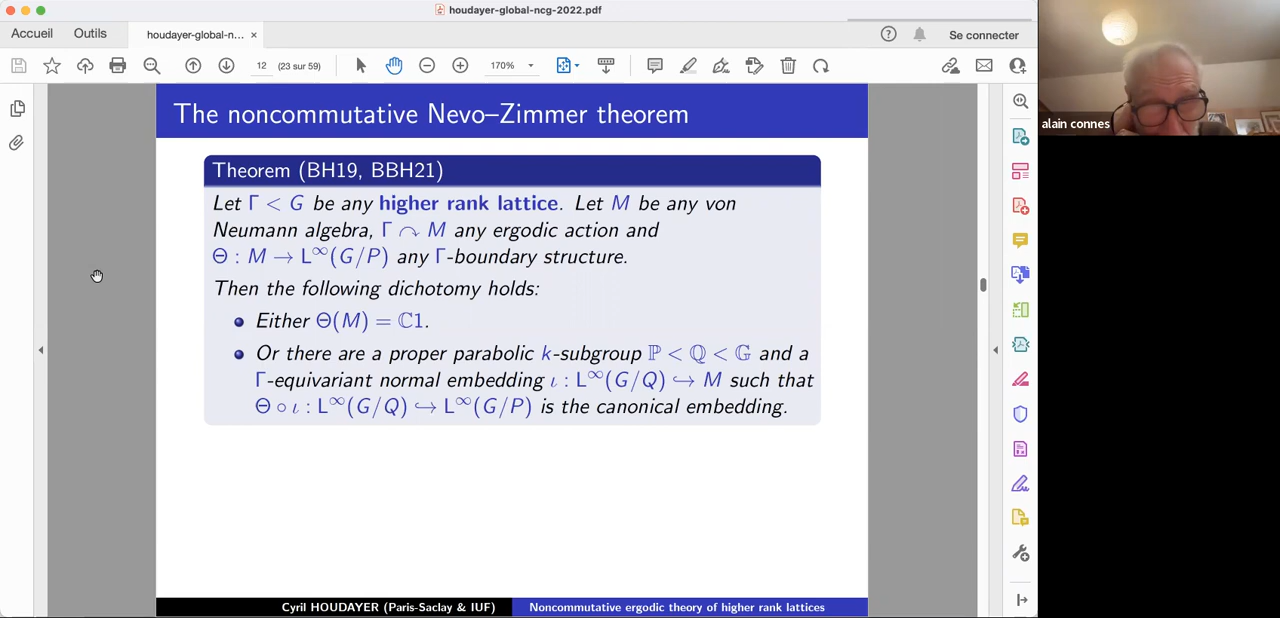 houdayer-global-ncg-2022.pdf
Accueil Outils houdayer-global-n... × Se connecter
12 (23 sur 59) 170%
alain connes
The noncommutative Nevo–Zimmer theorem
Theorem (BH19, BBH21)
Let Γ < G be any higher rank lattice. Let M be any von
Neumann algebra, Γ ↷ M any ergodic action and
Θ : M → L∞(G/P) any Γ-boundary structure.
Then the following dichotomy holds:
Either Θ(M) = ℂ1.
Or there are a proper parabolic k-subgroup ℙ < ℚ < 𝔾 and a
Γ-equivariant normal embedding ι : L∞(G/Q) ↪ M such that
Θ ∘ ι : L∞(G/Q) ↪ L∞(G/P) is the canonical embedding.
Cyril HOUDAYER (Paris-Saclay & IUF) Noncommutative ergodic theory of higher rank lattices